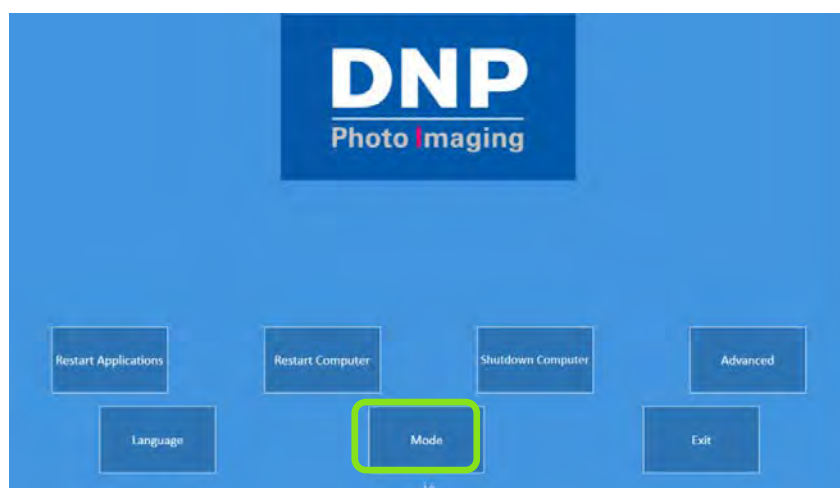 DNP
Photo Imaging
Restart Applications
Restart Computer
Shutdown Computer
Advanced
Language
Mode
Exit